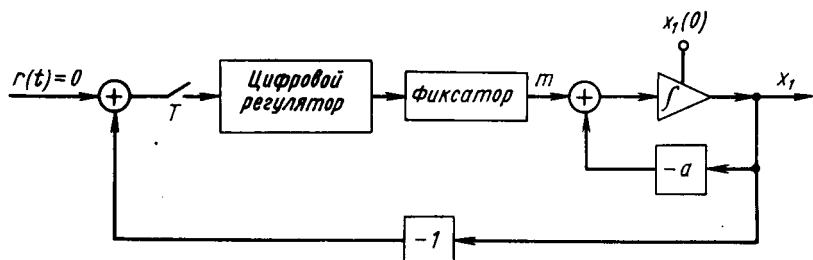 x₁(0)
r(t)=0
+
T
Цифровой
регулятор
Фиксатор
m
+
∫
x₁
-a
-1